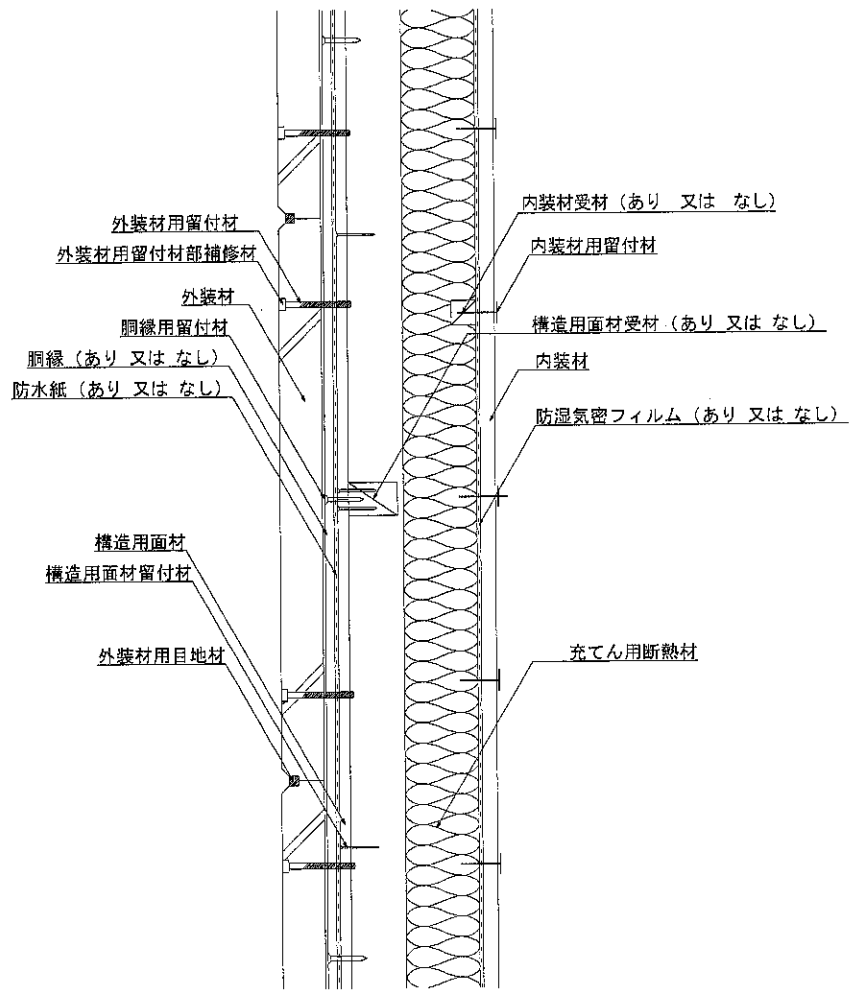 外装材用留付材
外装材用留付材部補修材
外装材
胴縁用留付材
胴縁（あり 又は なし）
防水紙（あり 又は なし）
構造用面材
構造用面材留付材
外装材用目地材
内装材受材（あり 又は なし）
内装材用留付材
構造用面材受材（あり 又は なし）
内装材
防湿気密フィルム（あり 又は なし）
充てん用断熱材